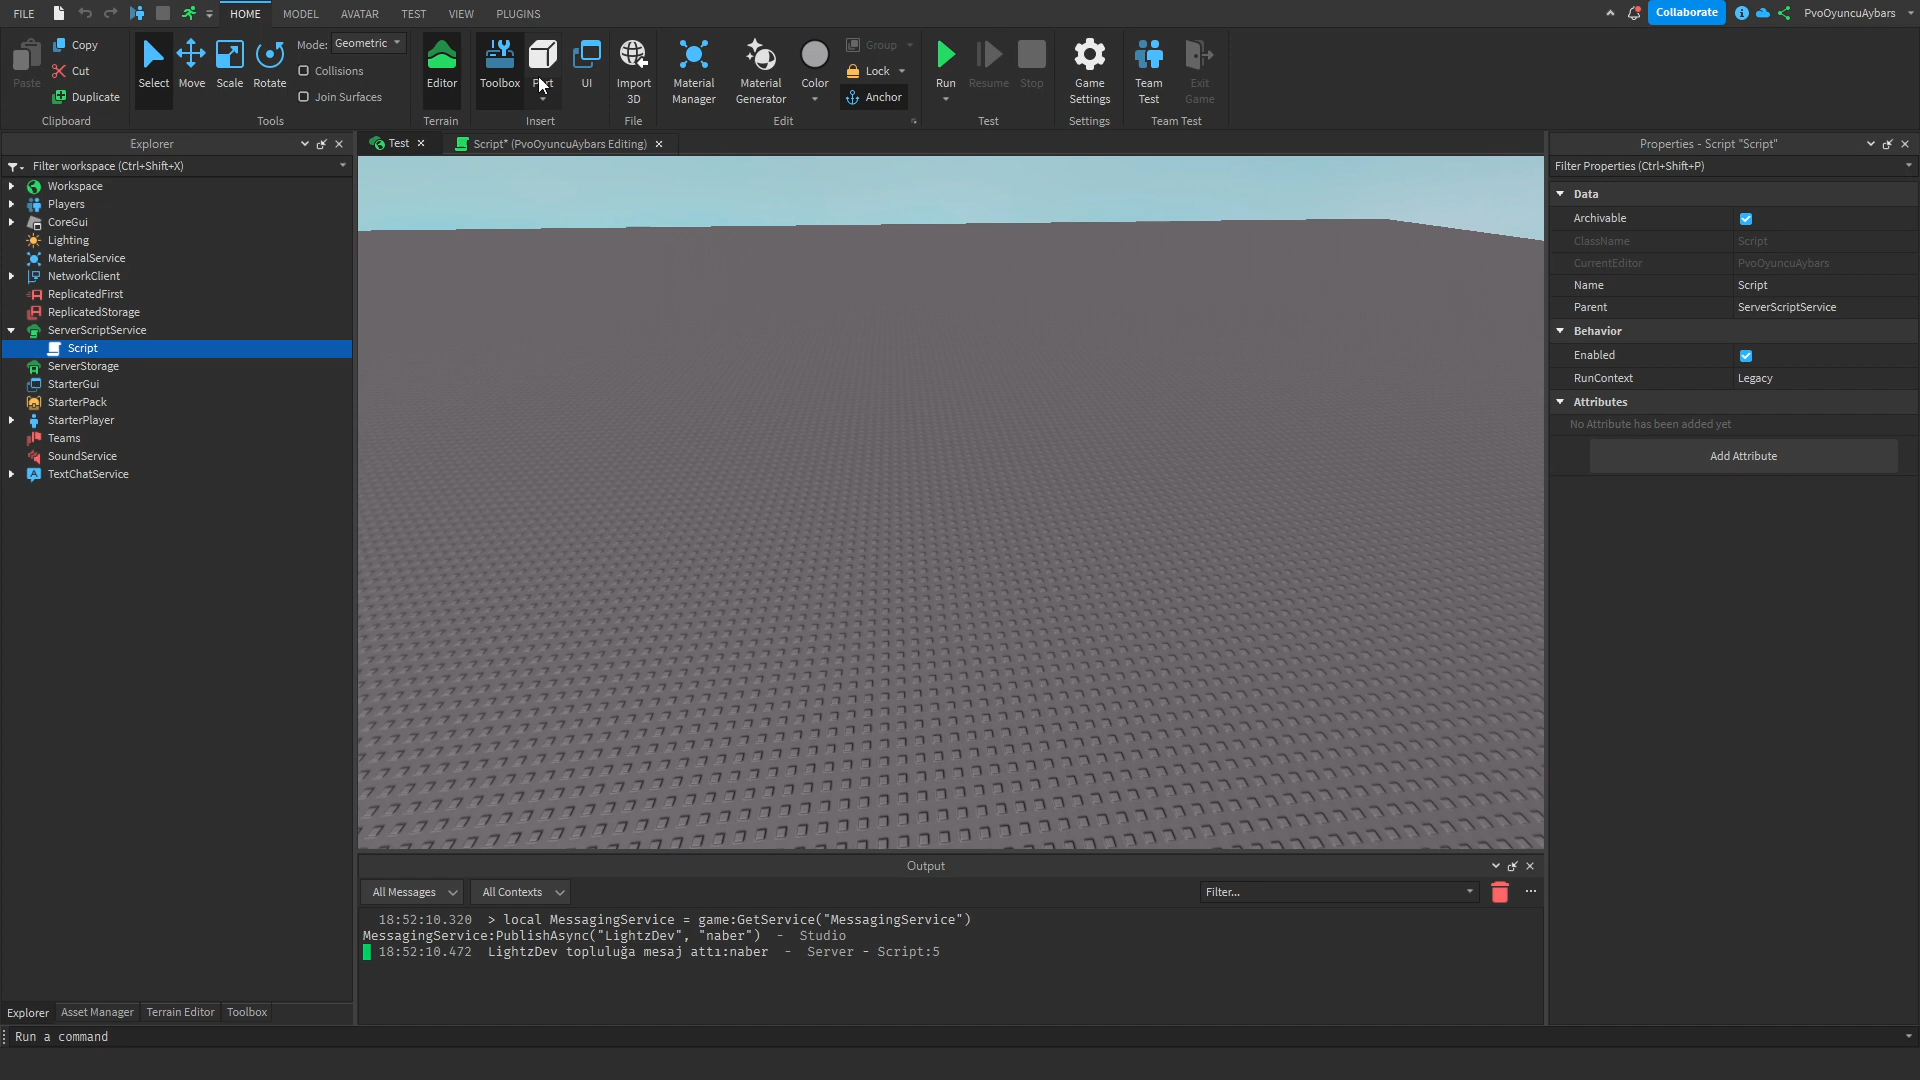 FILE HOME MODEL AVATAR TEST VIEW PLUGINS Collaborate PvoOyuncuAybars
Paste Copy Cut Duplicate
Clipboard
Select Move Scale Rotate
Mode: Geometric
Collisions
Join Surfaces
Tools
Editor
Terrain
Toolbox Part UI
Insert
Import 3D
File
Material Manager
Material Generator
Color
Group
Lock
Anchor
Edit
Run Resume Stop
Test
Game Settings
Settings
Team Test
Exit Game
Team Test
Explorer
Filter workspace (Ctrl+Shift+X)
Workspace
Players
CoreGui
Lighting
MaterialService
NetworkClient
ReplicatedFirst
ReplicatedStorage
ServerScriptService
Script
ServerStorage
StarterGui
StarterPack
StarterPlayer
Teams
SoundService
TextChatService
Explorer Asset Manager Terrain Editor Toolbox
Test
Script* (PvoOyuncuAybars Editing)
Output
All Messages All Contexts Filter... ...
18:52:10.320 > local MessagingService = game:GetService("MessagingService")
MessagingService:PublishAsync("LightzDev", "naber") - Studio
18:52:10.472 LightzDev topluluğa mesaj attı:naber - Server - Script:5
Properties - Script "Script"
Filter Properties (Ctrl+Shift+P)
Data
Archivable
ClassName Script
CurrentEditor PvoOyuncuAybars
Name Script
Parent ServerScriptService
Behavior
Enabled
RunContext Legacy
Attributes
No Attribute has been added yet
Add Attribute
Run a command